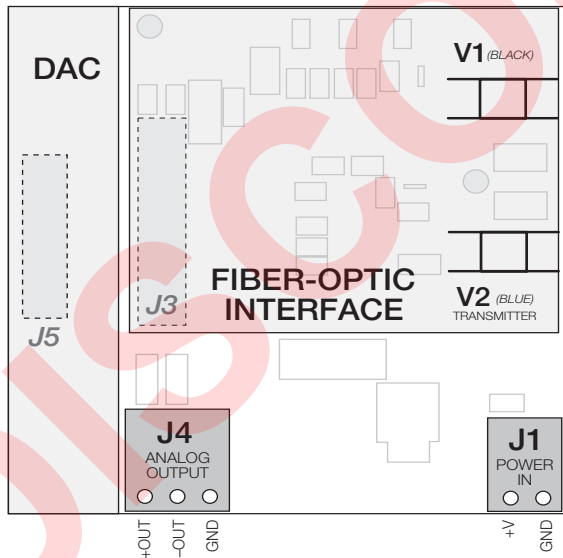 DAC
V1 (BLACK)
FIBER-OPTIC
INTERFACE
J3
J5
V2 (BLUE)
TRANSMITTER
J4
ANALOG
OUTPUT
J1
POWER
IN
+OUT
–OUT
GND
+V
GND
DISCO